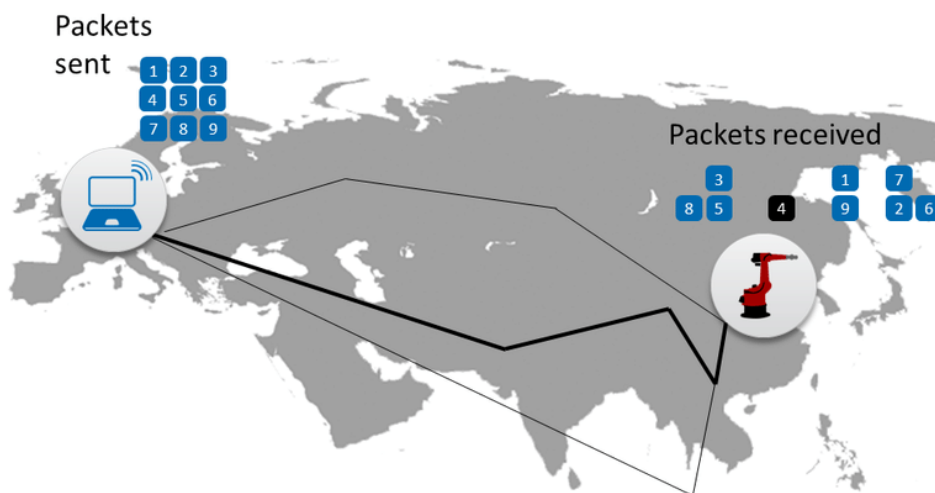 Packets
sent
1 2 3
4 5 6
7 8 9
Packets received
3 1 7
8 5 4 9 2 6